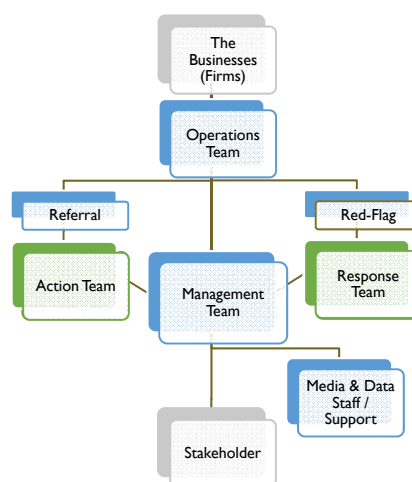 The
Businesses
(Firms)
Operations
Team
Referral
Red-Flag
Action Team
Management
Team
Response
Team
Media & Data
Staff /
Support
Stakeholder